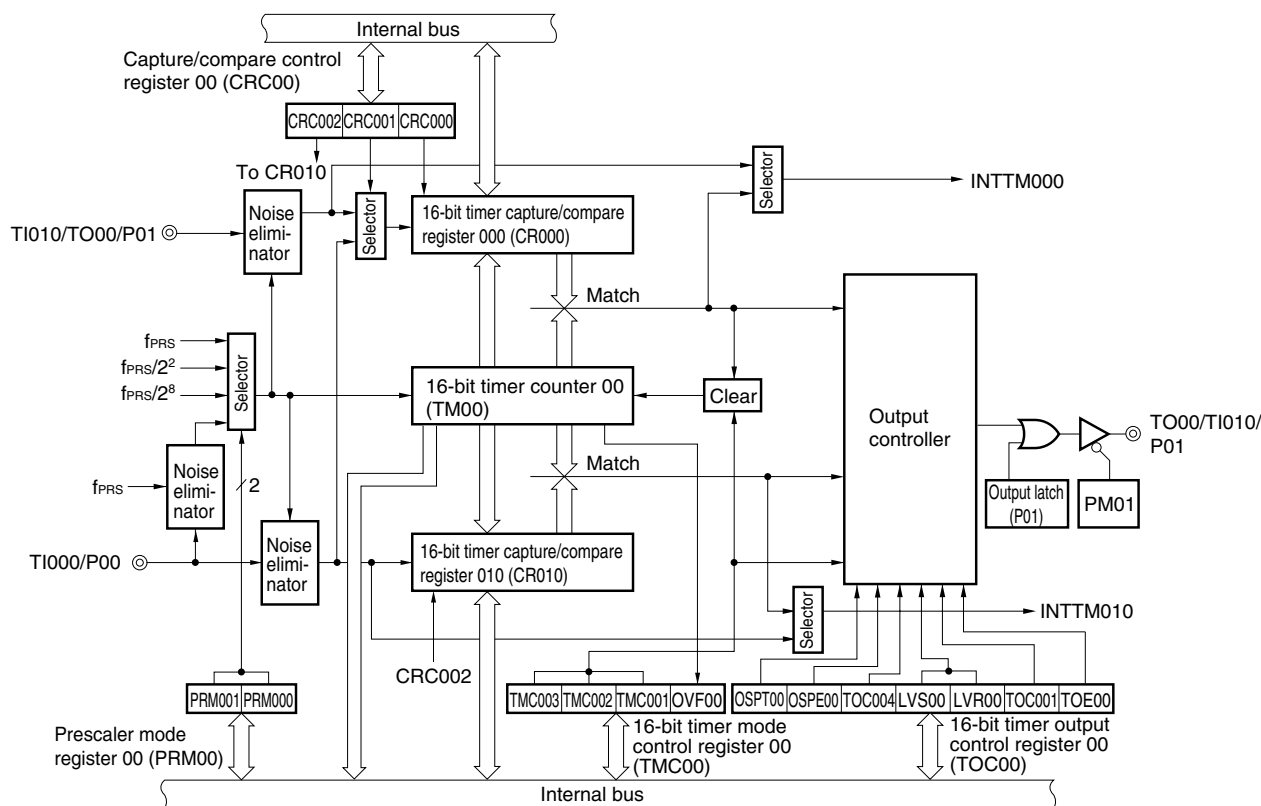 Internal bus
Capture/compare control
register 00 (CRC00)
CRC002 CRC001 CRC000
To CR010
Selector
INTTM000
TI010/TO00/P01
Noise
elimi-
nator
Selector
16-bit timer capture/compare
register 000 (CR000)
Match
fPRS
fPRS/2²
fPRS/2⁸
Selector
16-bit timer counter 00
(TM00)
Clear
Output
controller
TO00/TI010/
P01
Match
fPRS
Noise
elimi-
nator
2
Output latch
(P01)
PM01
TI000/P00
Noise
elimi-
nator
16-bit timer capture/compare
register 010 (CR010)
Selector
INTTM010
CRC002
PRM001 PRM000
TMC003 TMC002 TMC001 OVF00
OSPT00 OSPE00 TOC004 LVS00 LVR00 TOC001 TOE00
Prescaler mode
register 00 (PRM00)
16-bit timer mode
control register 00
(TMC00)
16-bit timer output
control register 00
(TOC00)
Internal bus